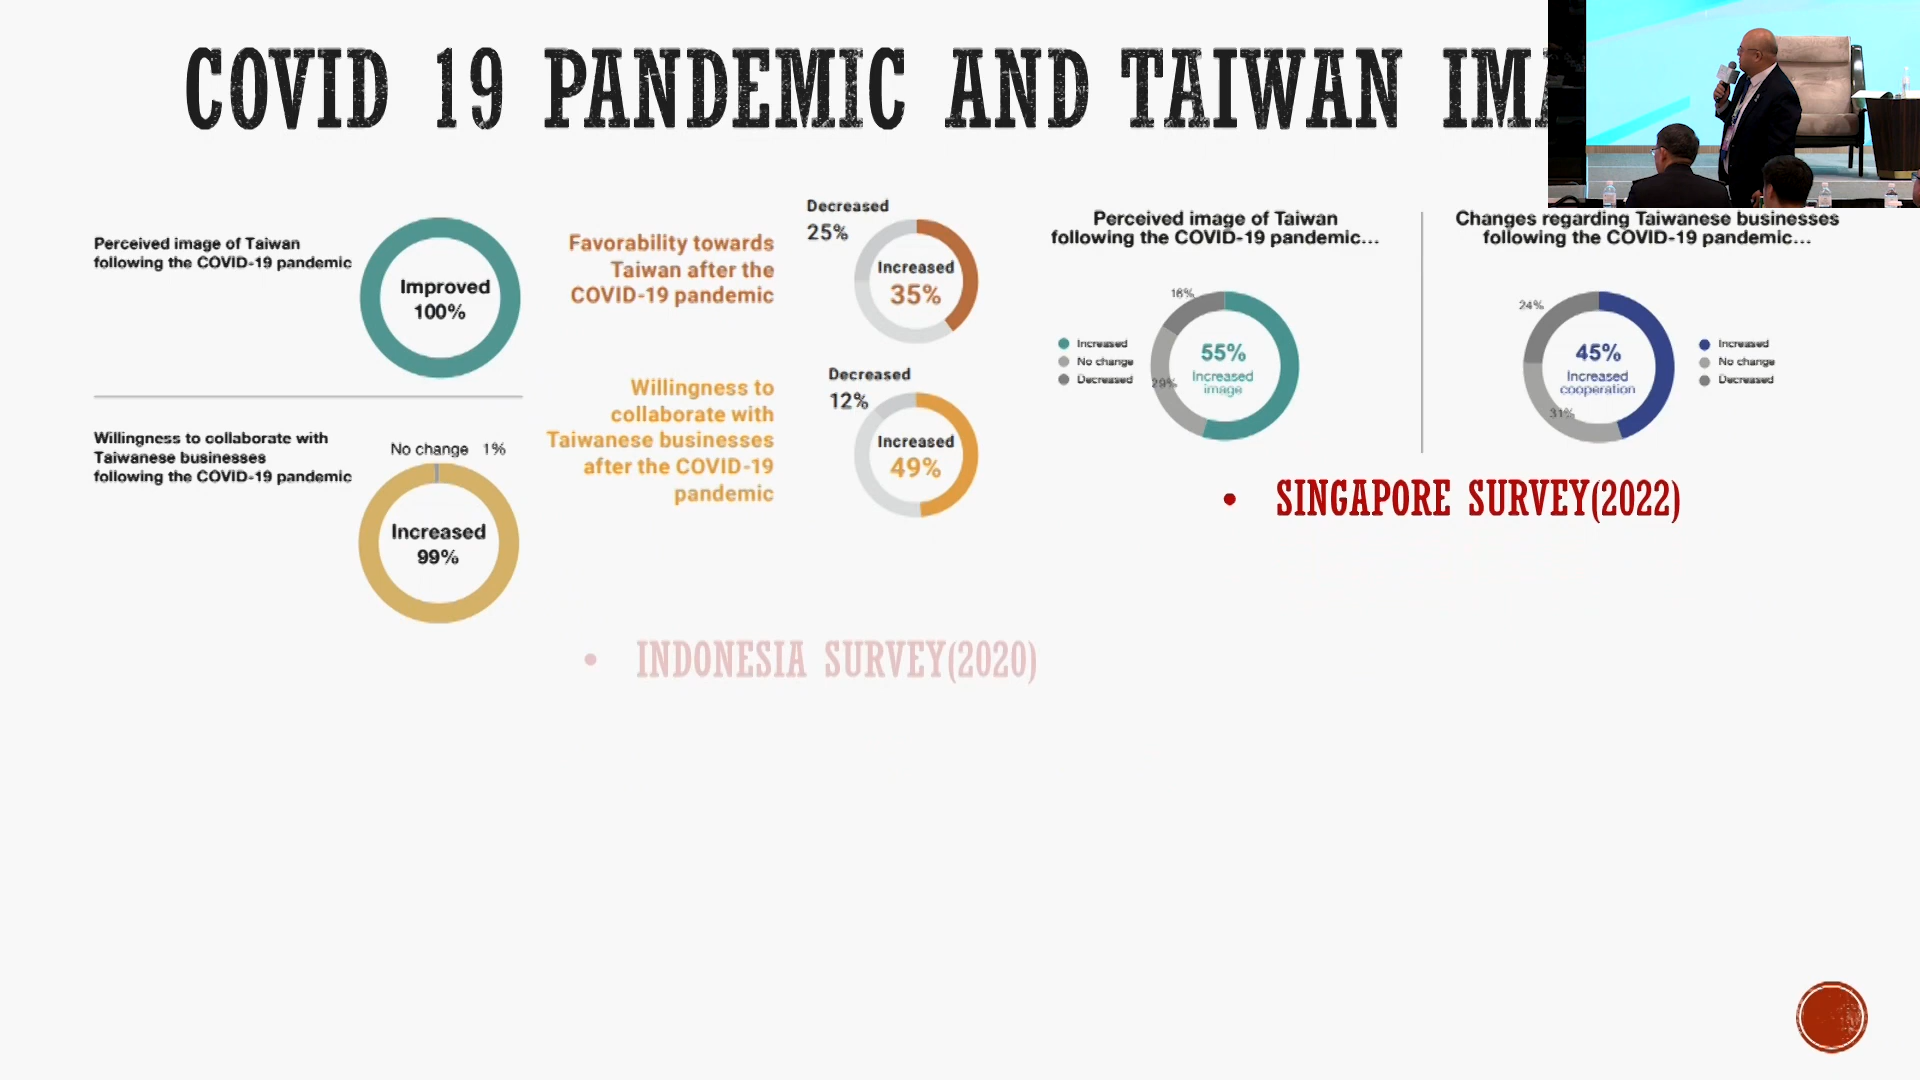 COVID 19 PANDEMIC AND TAIWAN IMA
Perceived image of Taiwan
following the COVID-19 pandemic
Improved
100%
Willingness to collaborate with
Taiwanese businesses
following the COVID-19 pandemic
No change 1%
Increased
99%
Favorability towards
Taiwan after the
COVID-19 pandemic
Decreased
25%
Increased
35%
Willingness to
collaborate with
Taiwanese businesses
after the COVID-19
pandemic
Decreased
12%
Increased
49%
• INDONESIA SURVEY(2020)
Perceived image of Taiwan
following the COVID-19 pandemic...
Increased
No change
Decreased
16%
29%
55%
Increased
image
Changes regarding Taiwanese businesses
following the COVID-19 pandemic...
24%
31%
45%
Increased
cooperation
Increased
No change
Decreased
• SINGAPORE SURVEY(2022)